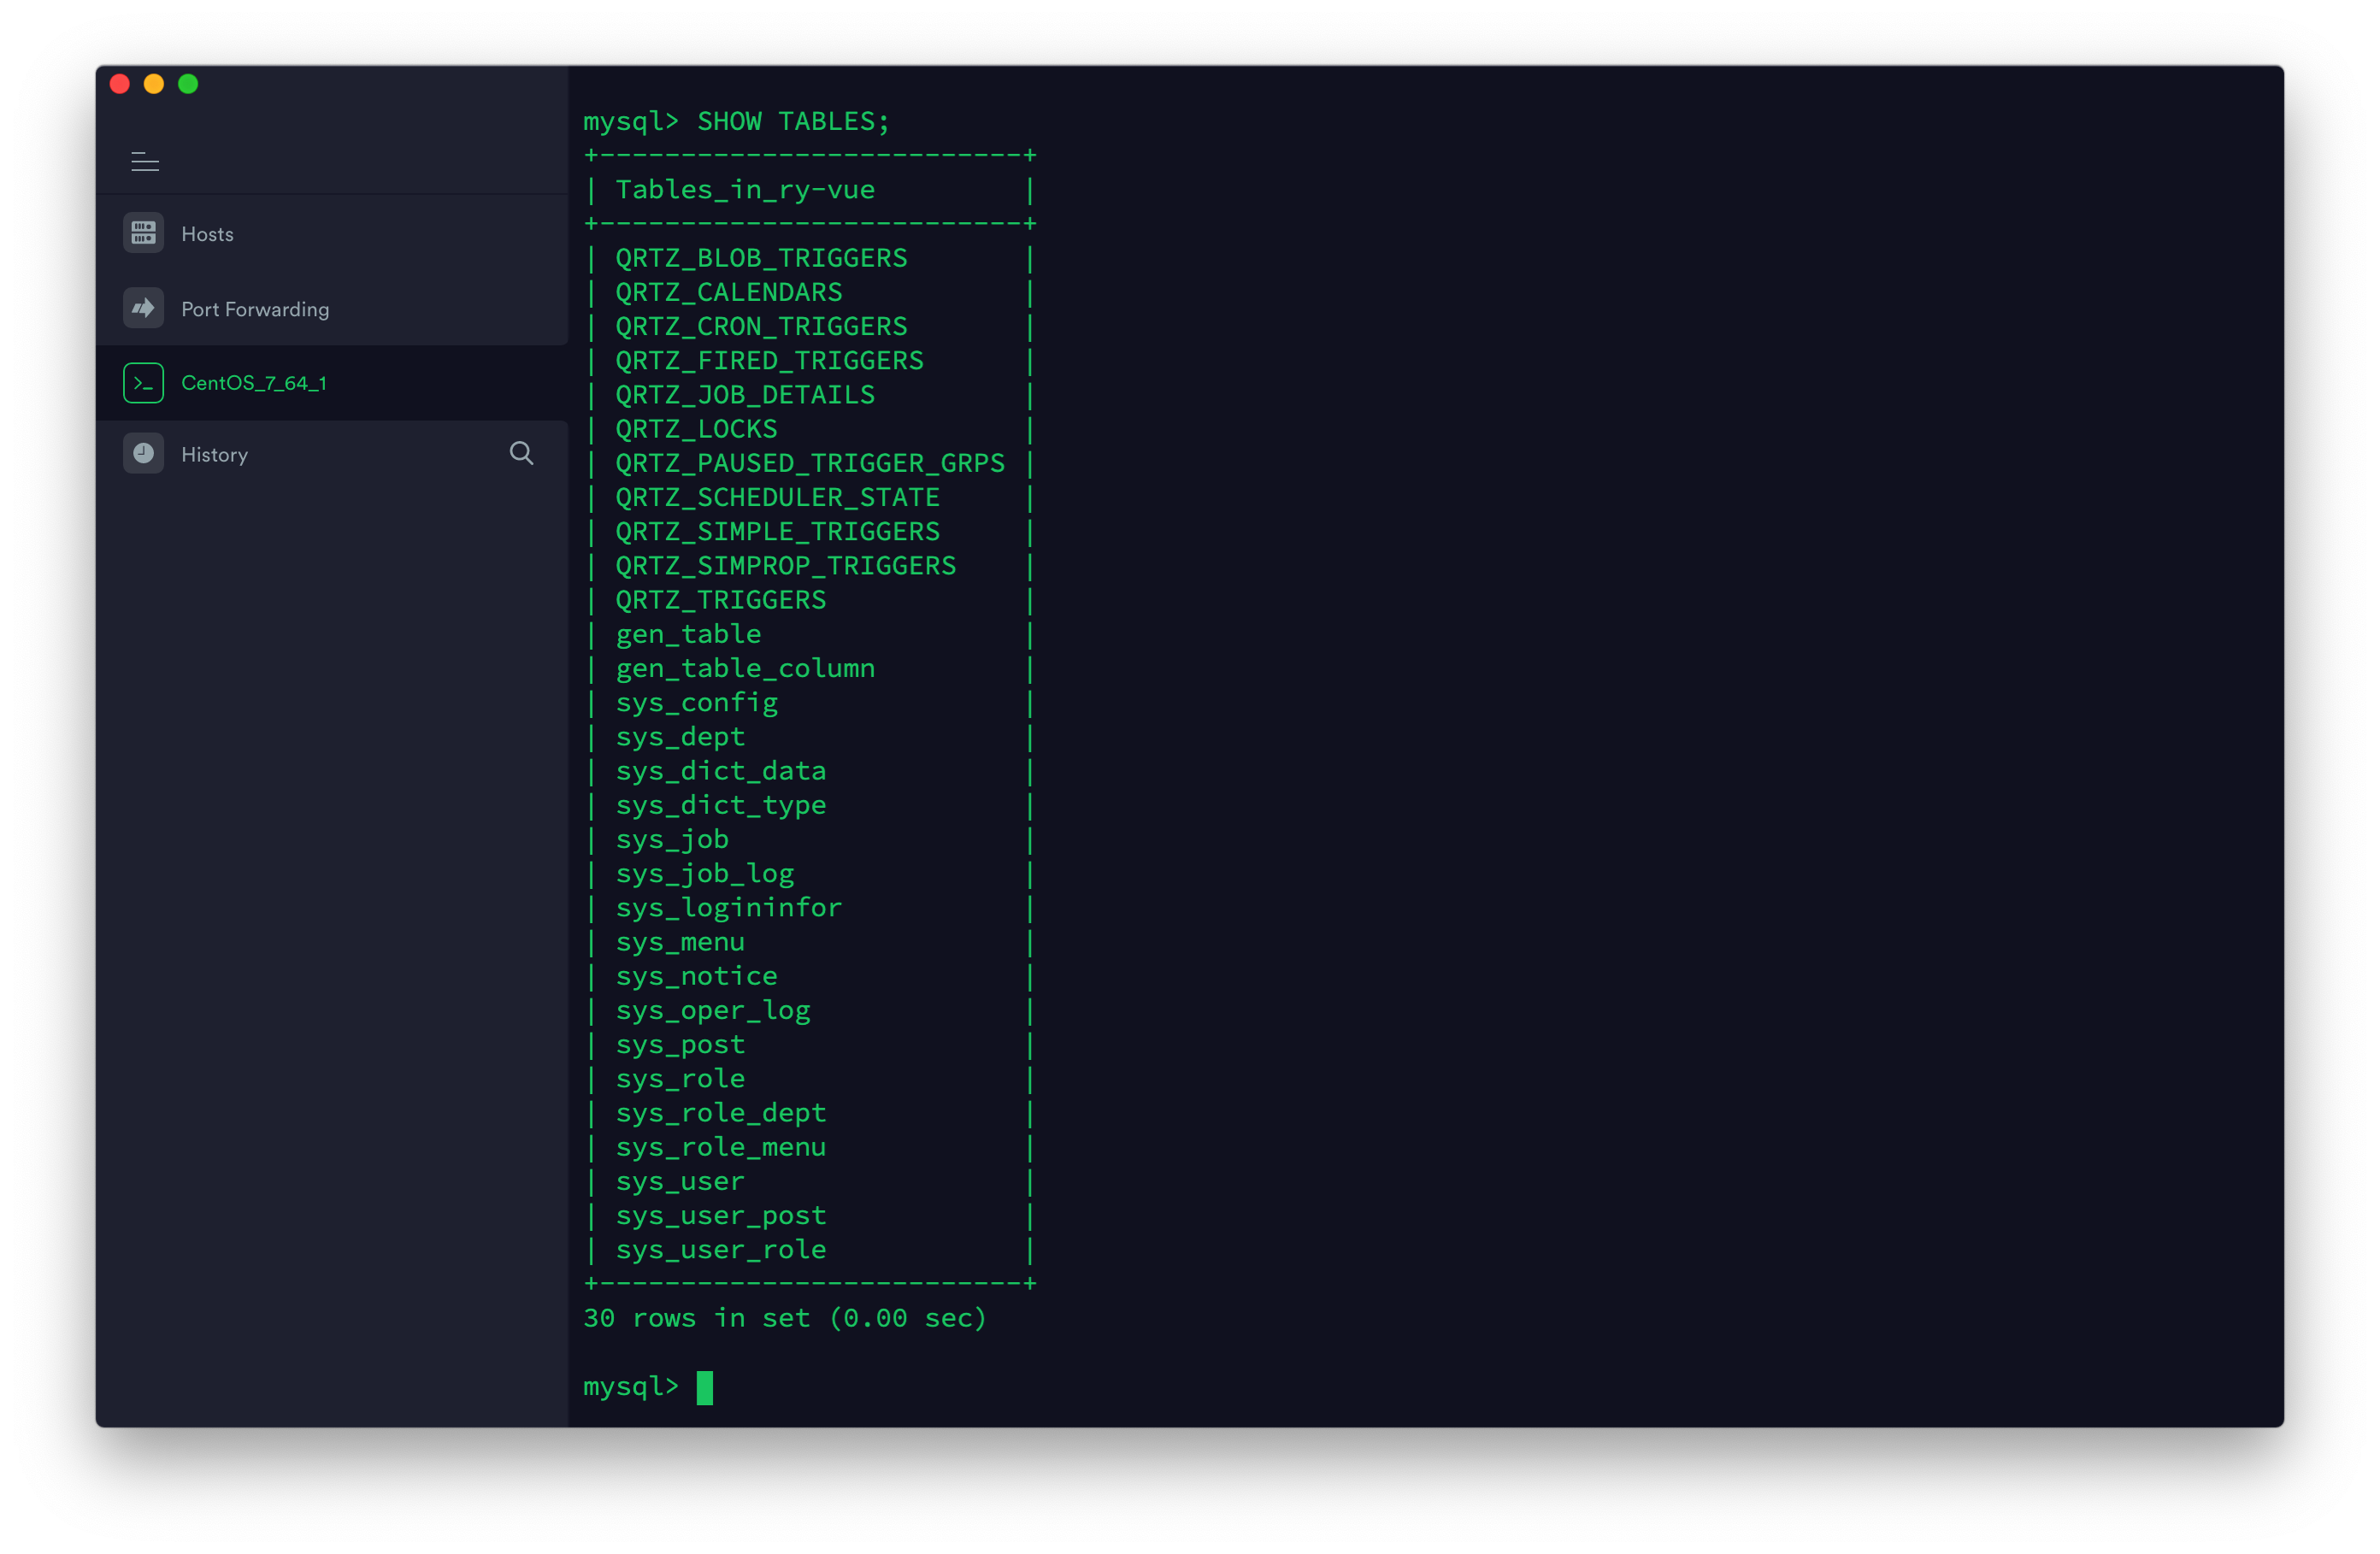 Hosts
Port Forwarding
CentOS_7_64_1
History
mysql> SHOW TABLES;
+--------------------------+
| Tables_in_ry-vue         |
+--------------------------+
| QRTZ_BLOB_TRIGGERS       |
| QRTZ_CALENDARS           |
| QRTZ_CRON_TRIGGERS       |
| QRTZ_FIRED_TRIGGERS      |
| QRTZ_JOB_DETAILS         |
| QRTZ_LOCKS               |
| QRTZ_PAUSED_TRIGGER_GRPS |
| QRTZ_SCHEDULER_STATE     |
| QRTZ_SIMPLE_TRIGGERS     |
| QRTZ_SIMPROP_TRIGGERS    |
| QRTZ_TRIGGERS            |
| gen_table                |
| gen_table_column         |
| sys_config               |
| sys_dept                 |
| sys_dict_data            |
| sys_dict_type            |
| sys_job                  |
| sys_job_log              |
| sys_logininfor           |
| sys_menu                 |
| sys_notice               |
| sys_oper_log             |
| sys_post                 |
| sys_role                 |
| sys_role_dept            |
| sys_role_menu            |
| sys_user                 |
| sys_user_post            |
| sys_user_role            |
+--------------------------+
30 rows in set (0.00 sec)
mysql>